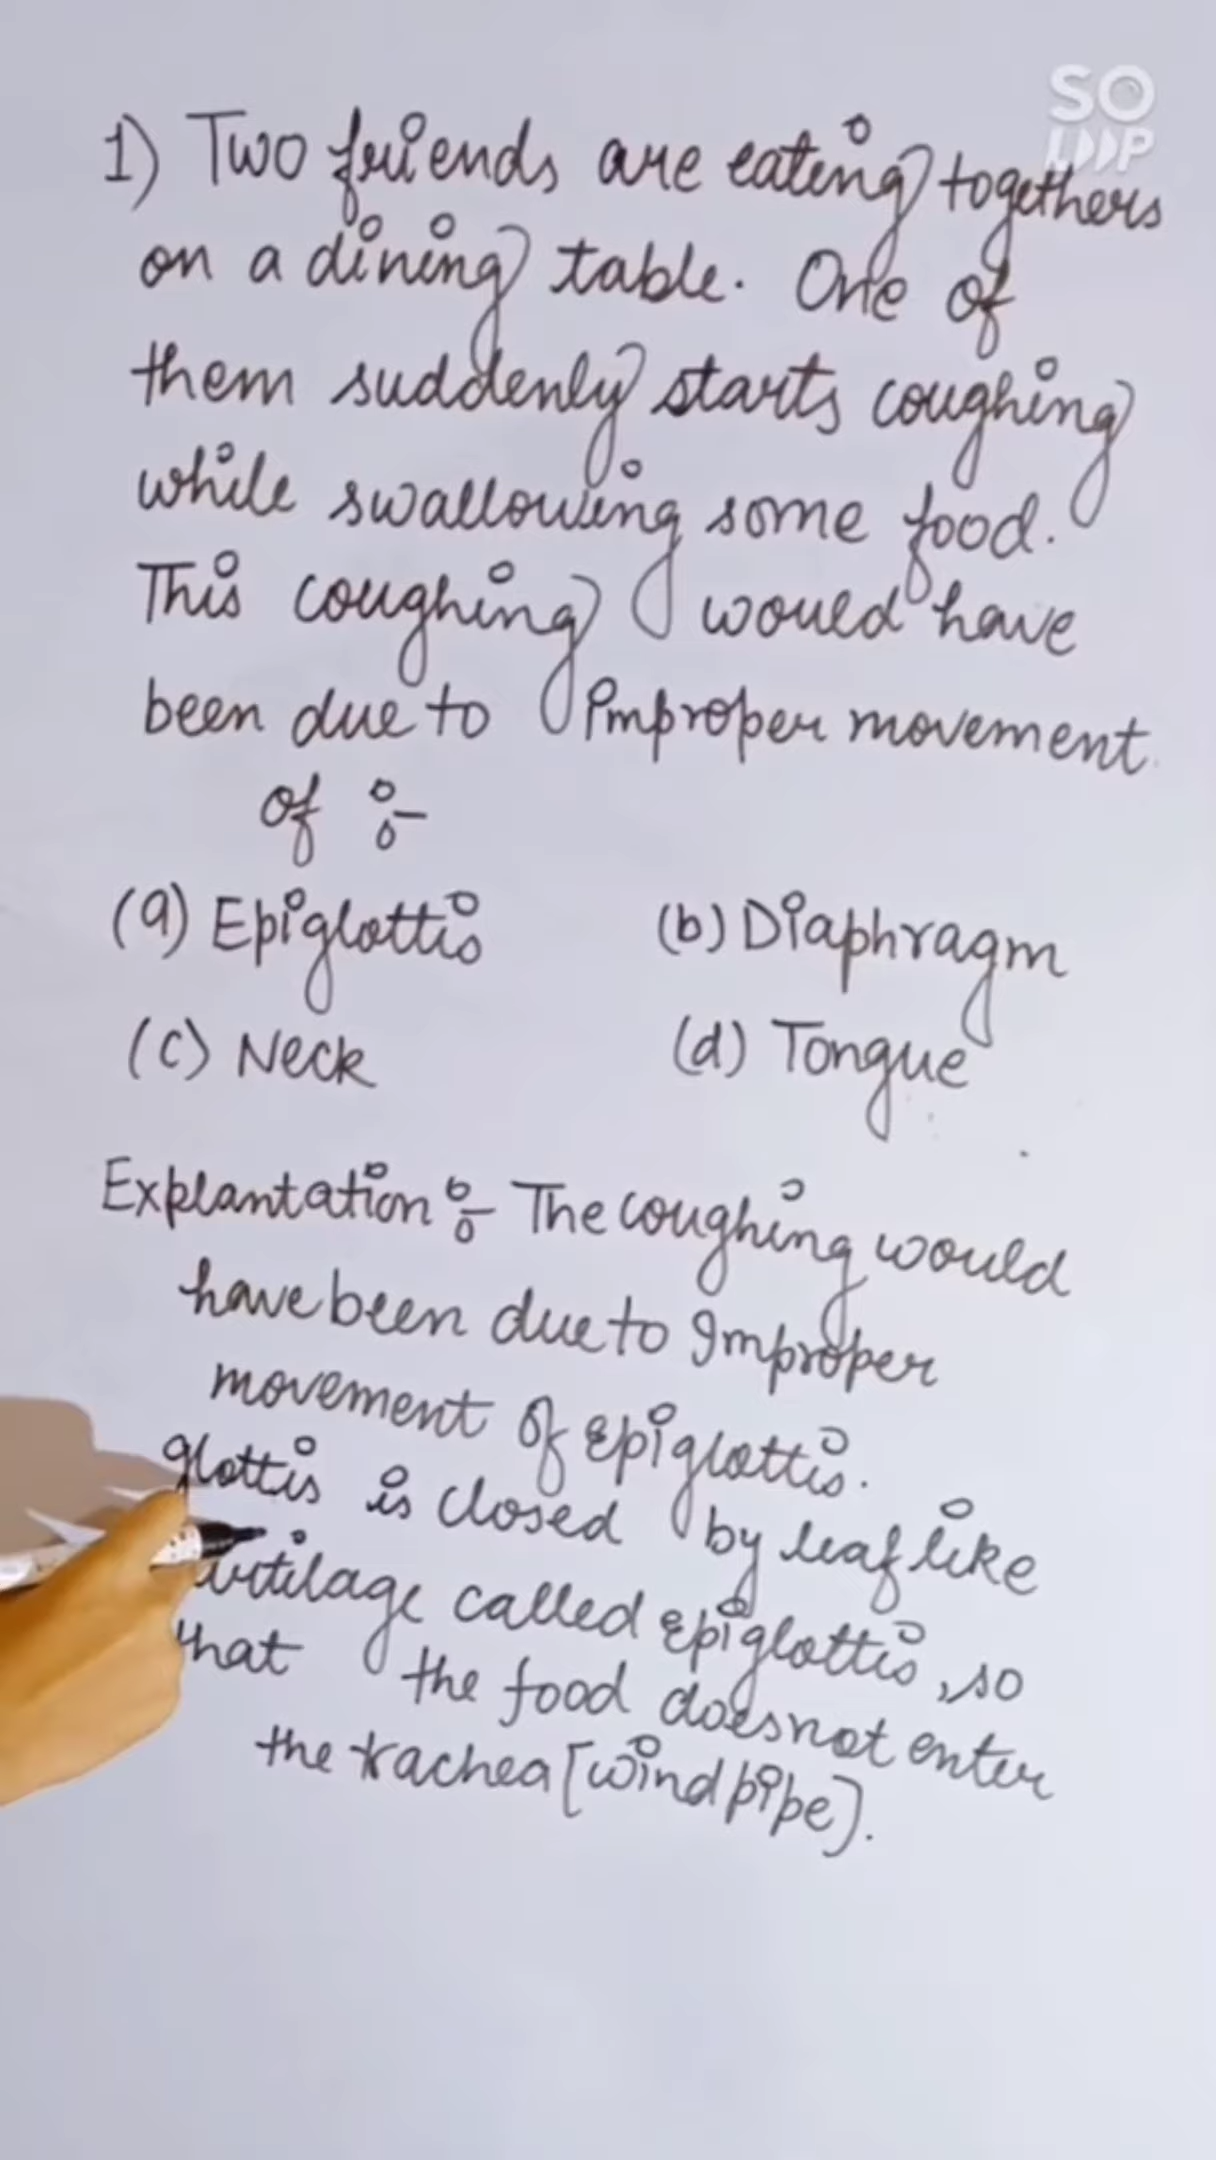 SO
LOOP
1) Two friends are eating togethers
on a dining table. One of
them suddenly starts coughing
while swallowing some food.
This coughing would have
been due to improper movement
of :-
(a) Epiglottis (b) Diaphragm
(c) Neck (d) Tongue
Explantation :- The coughing would
have been due to Improper
movement of epiglottis.
glottis is closed by leaf like
called epiglottis, so
that the food does not enter
the trachea [windpipe].